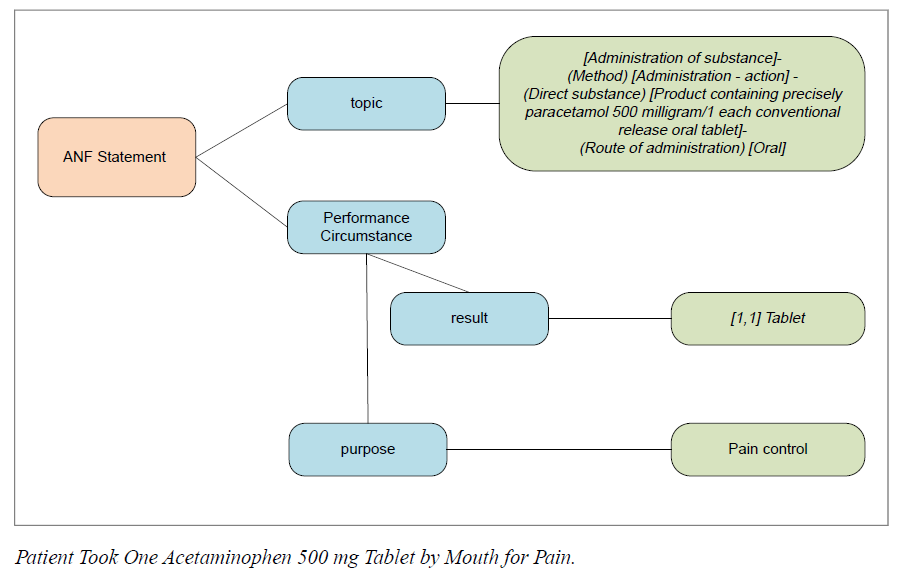 [Administration of substance]-
(Method) [Administration - action] -
(Direct substance) [Product containing precisely
paracetamol 500 milligram/1 each conventional
release oral tablet]-
(Route of administration) [Oral]
topic
ANF Statement
Performance
Circumstance
result
[1,1] Tablet
purpose
Pain control
Patient Took One Acetaminophen 500 mg Tablet by Mouth for Pain.